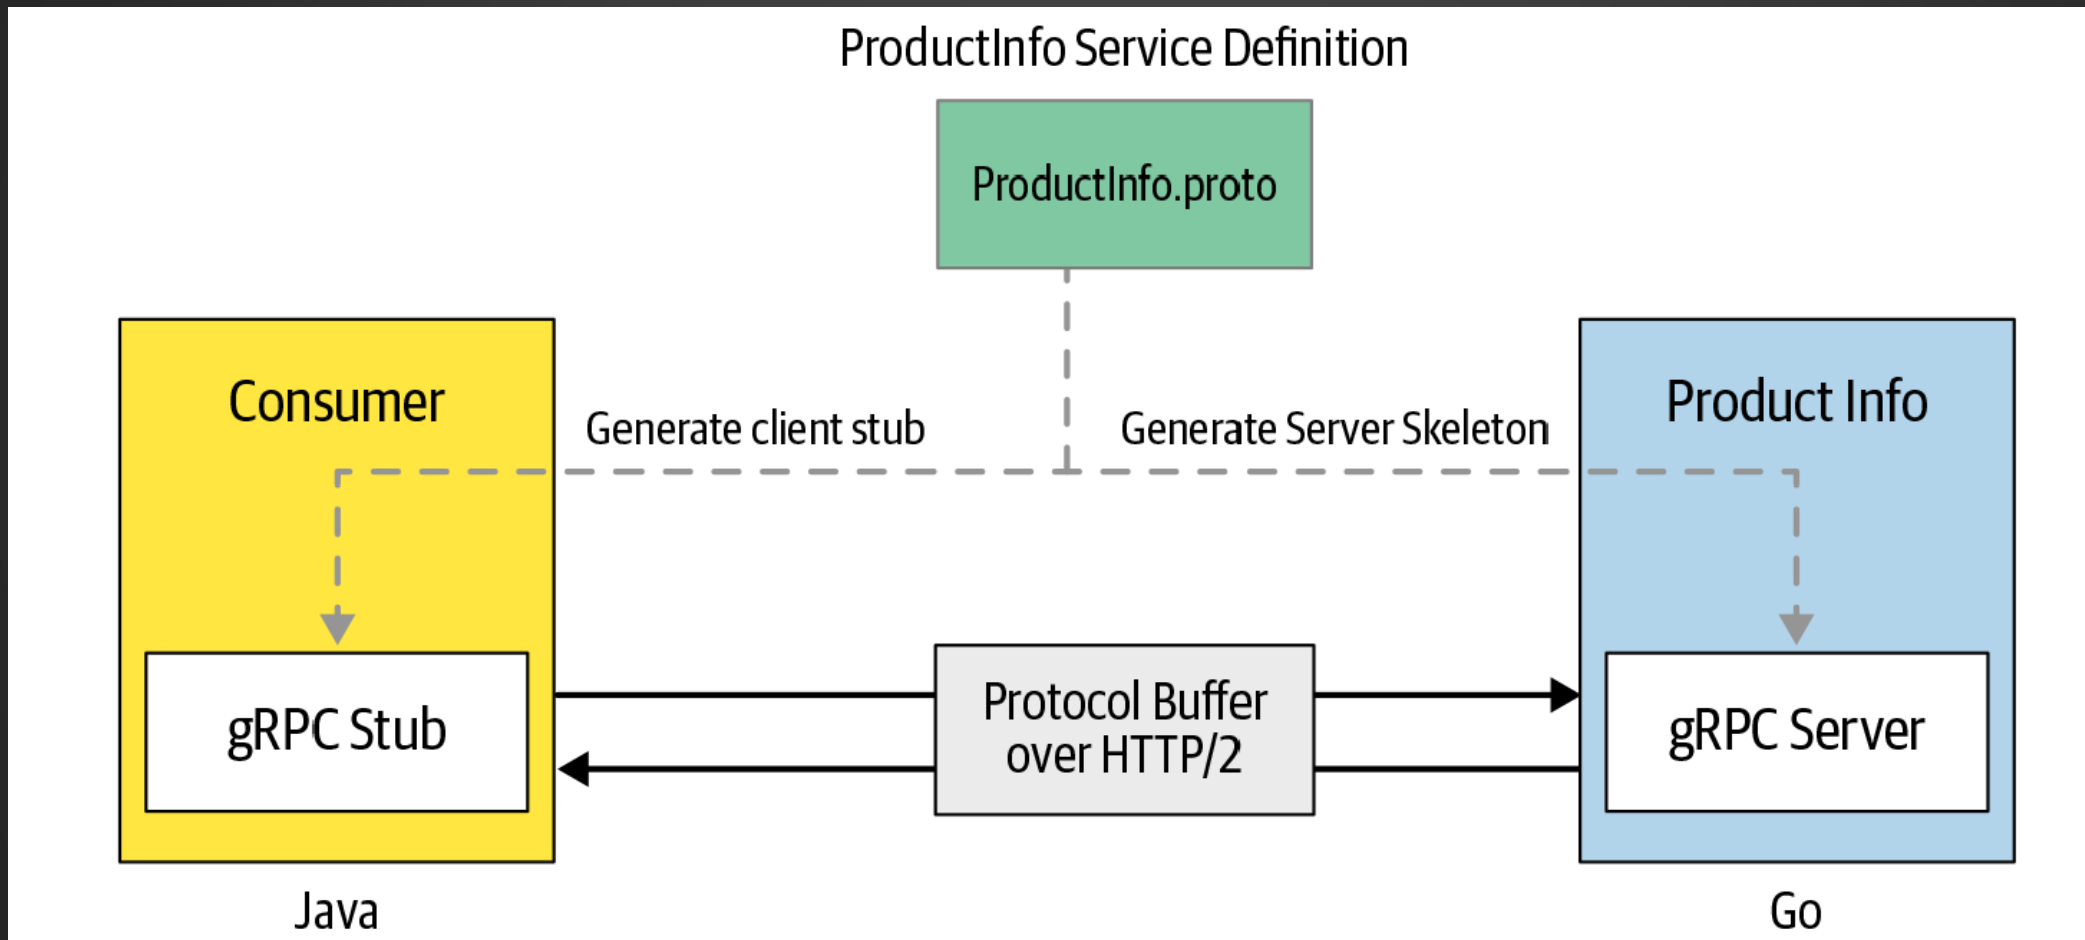 ProductInfo Service Definition
ProductInfo.proto
Consumer
Generate client stub
Generate Server Skeleton
Product Info
gRPC Stub
Protocol Buffer
over HTTP/2
gRPC Server
Java
Go